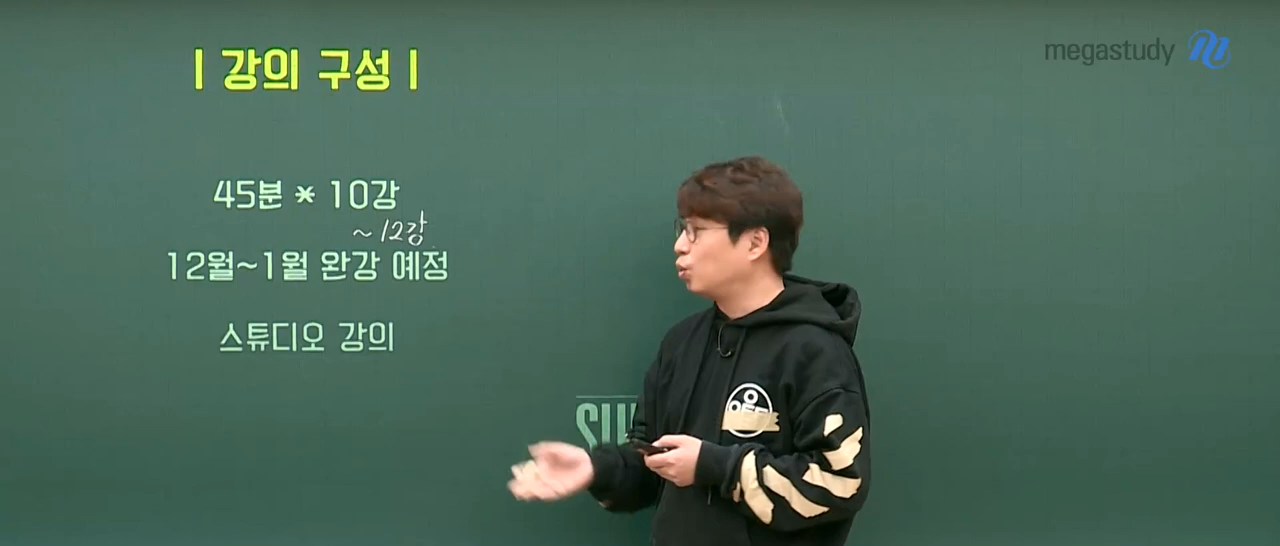 | 강의 구성 |
megastudy
45분 * 10강
~ 12강
12월~1월 완강 예정
스튜디오 강의
OFF